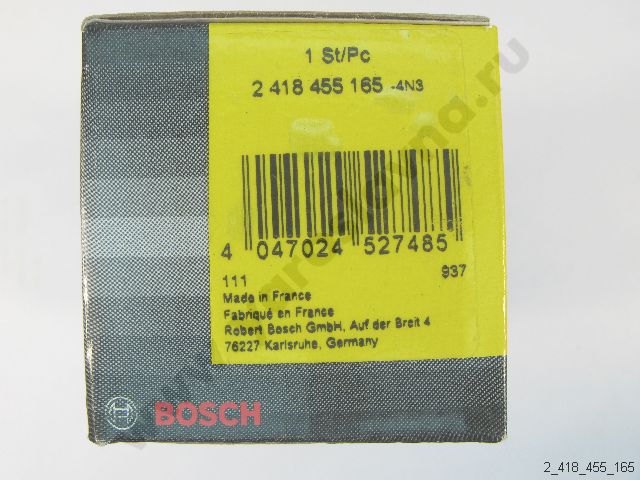 1 St/Pc
2 418 455 165 -4N3
4 047024 527485
111 937
Made in France
Fabriqué en France
Robert Bosch GmbH, Auf der Breit 4
76227 Karlsruhe, Germany
BOSCH
2_418_455_165